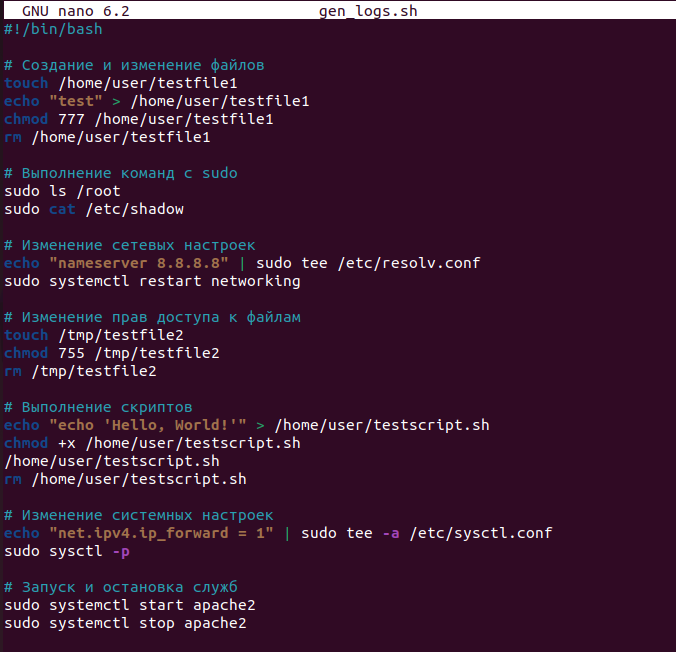 GNU nano 6.2 gen_logs.sh
#!/bin/bash
# Создание и изменение файлов
touch /home/user/testfile1
echo "test" > /home/user/testfile1
chmod 777 /home/user/testfile1
rm /home/user/testfile1
# Выполнение команд с sudo
sudo ls /root
sudo cat /etc/shadow
# Изменение сетевых настроек
echo "nameserver 8.8.8.8" | sudo tee /etc/resolv.conf
sudo systemctl restart networking
# Изменение прав доступа к файлам
touch /tmp/testfile2
chmod 755 /tmp/testfile2
rm /tmp/testfile2
# Выполнение скриптов
echo "echo 'Hello, World!'" > /home/user/testscript.sh
chmod +x /home/user/testscript.sh
/home/user/testscript.sh
rm /home/user/testscript.sh
# Изменение системных настроек
echo "net.ipv4.ip_forward = 1" | sudo tee -a /etc/sysctl.conf
sudo sysctl -p
# Запуск и остановка служб
sudo systemctl start apache2
sudo systemctl stop apache2